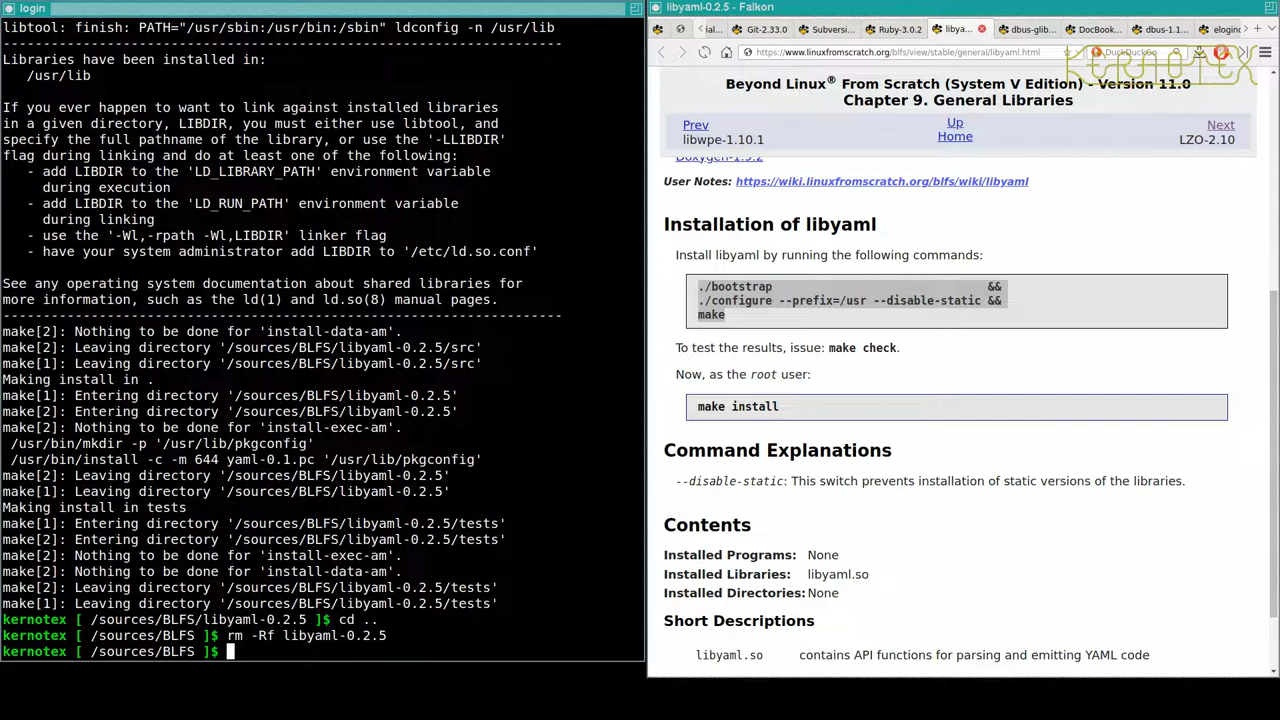 login
libtool: finish: PATH="/usr/sbin:/usr/bin:/sbin" ldconfig -n /usr/lib
----------------------------------------------------------------------
Libraries have been installed in:
/usr/lib
If you ever happen to want to link against installed libraries
in a given directory, LIBDIR, you must either use libtool, and
specify the full pathname of the library, or use the '-LLIBDIR'
flag during linking and do at least one of the following:
- add LIBDIR to the 'LD_LIBRARY_PATH' environment variable
during execution
- add LIBDIR to the 'LD_RUN_PATH' environment variable
during linking
- use the '-Wl,-rpath -Wl,LIBDIR' linker flag
- have your system administrator add LIBDIR to '/etc/ld.so.conf'
See any operating system documentation about shared libraries for
more information, such as the ld(1) and ld.so(8) manual pages.
----------------------------------------------------------------------
make[2]: Nothing to be done for 'install-data-am'.
make[2]: Leaving directory '/sources/BLFS/libyaml-0.2.5/src'
make[1]: Leaving directory '/sources/BLFS/libyaml-0.2.5/src'
Making install in .
make[1]: Entering directory '/sources/BLFS/libyaml-0.2.5'
make[2]: Entering directory '/sources/BLFS/libyaml-0.2.5'
make[2]: Nothing to be done for 'install-exec-am'.
/usr/bin/mkdir -p '/usr/lib/pkgconfig'
/usr/bin/install -c -m 644 yaml-0.1.pc '/usr/lib/pkgconfig'
make[2]: Leaving directory '/sources/BLFS/libyaml-0.2.5'
make[1]: Leaving directory '/sources/BLFS/libyaml-0.2.5'
Making install in tests
make[1]: Entering directory '/sources/BLFS/libyaml-0.2.5/tests'
make[2]: Entering directory '/sources/BLFS/libyaml-0.2.5/tests'
make[2]: Nothing to be done for 'install-exec-am'.
make[2]: Nothing to be done for 'install-data-am'.
make[2]: Leaving directory '/sources/BLFS/libyaml-0.2.5/tests'
make[1]: Leaving directory '/sources/BLFS/libyaml-0.2.5/tests'
kernotex [ /sources/BLFS/libyaml-0.2.5 ]$ cd ..
kernotex [ /sources/BLFS ]$ rm -Rf libyaml-0.2.5
kernotex [ /sources/BLFS ]$
libyaml-0.2.5 - Falkon
ial... Git-2.33.0 Subversi... Ruby-3.0.2 libya... dbus-glib... DocBook... dbus-1.1... eloginc
https://www.linuxfromscratch.org/blfs/view/stable/general/libyaml.html DuckDuckGo
KERNOTEX
Beyond Linux® From Scratch (System V Edition) - Version 11.0
Chapter 9. General Libraries
Prev Up Next
libwpe-1.10.1 Home LZO-2.10
Doxygen-1.9.2
User Notes: https://wiki.linuxfromscratch.org/blfs/wiki/libyaml
Installation of libyaml
Install libyaml by running the following commands:
./bootstrap &&
./configure --prefix=/usr --disable-static &&
make
To test the results, issue: make check.
Now, as the root user:
make install
Command Explanations
--disable-static: This switch prevents installation of static versions of the libraries.
Contents
Installed Programs: None
Installed Libraries: libyaml.so
Installed Directories: None
Short Descriptions
libyaml.so contains API functions for parsing and emitting YAML code